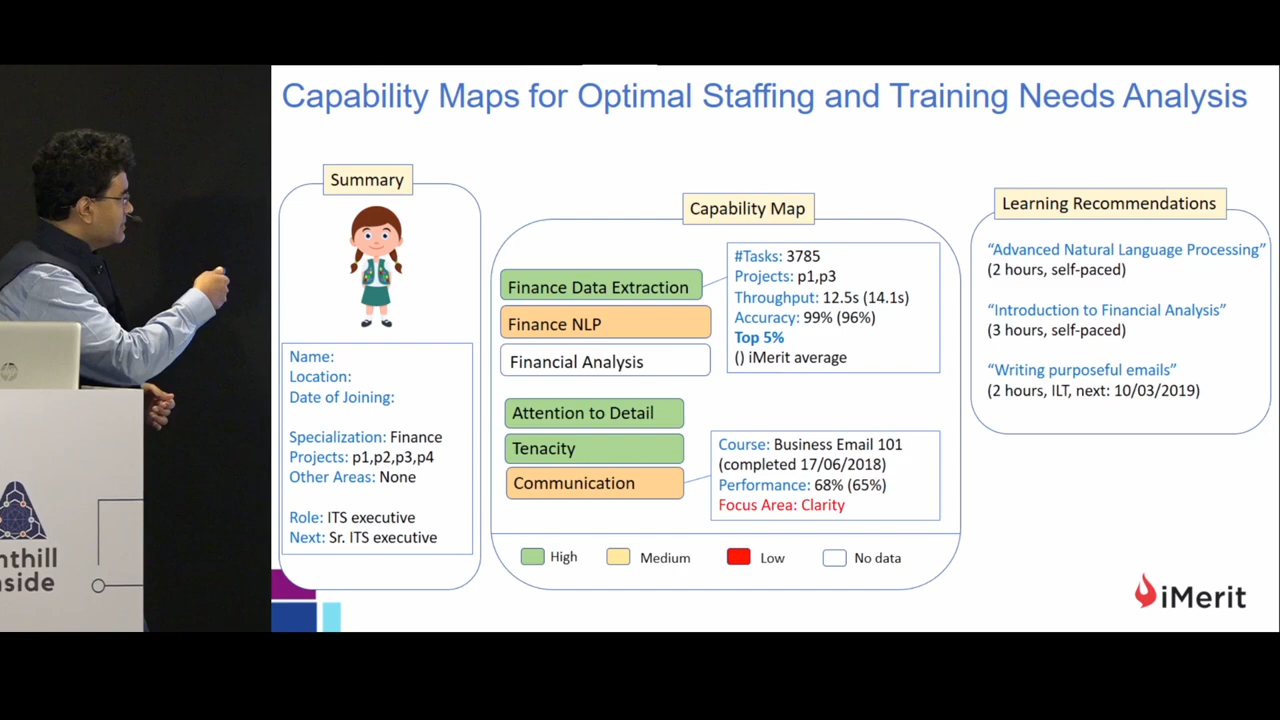 Capability Maps for Optimal Staffing and Training Needs Analysis
Summary
Name:
Location:
Date of Joining:
Specialization: Finance
Projects: p1,p2,p3,p4
Other Areas: None
Role: ITS executive
Next: Sr. ITS executive
Capability Map
Finance Data Extraction
Finance NLP
Financial Analysis
#Tasks: 3785
Projects: p1,p3
Throughput: 12.5s (14.1s)
Accuracy: 99% (96%)
Top 5%
() iMerit average
Attention to Detail
Tenacity
Communication
Course: Business Email 101
(completed 17/06/2018)
Performance: 68% (65%)
Focus Area: Clarity
High
Medium
Low
No data
Learning Recommendations
“Advanced Natural Language Processing”
(2 hours, self-paced)
“Introduction to Financial Analysis”
(3 hours, self-paced)
“Writing purposeful emails”
(2 hours, ILT, next: 10/03/2019)
iMerit
hp